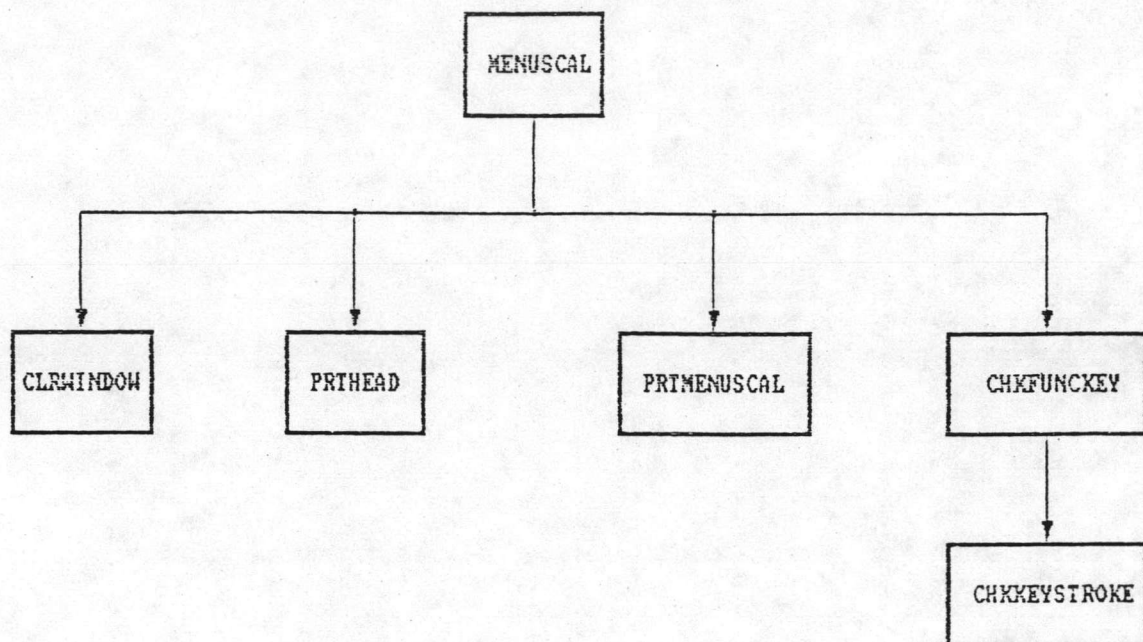 MENUSCAL
CLRWINDOW
PRTHEAD
PRTMENUSCAL
CHKFUNCKEY
CHKKEYSTROKE